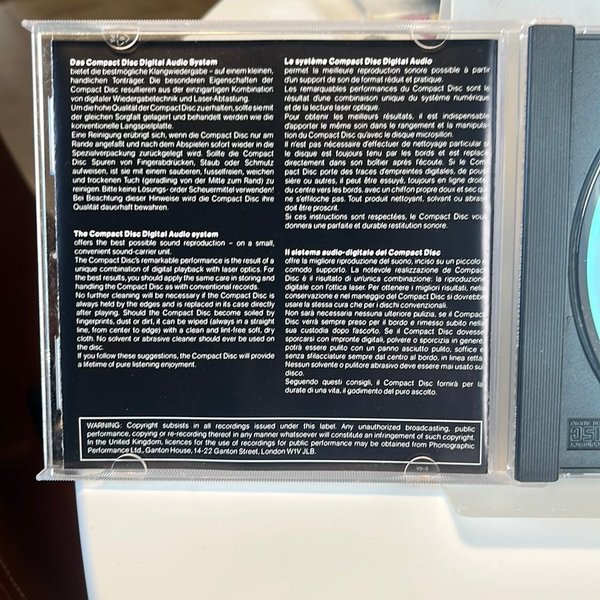 Das Compact Disc Digital Audio System
bietet die bestmögliche Klangwiedergabe – auf einem kleinen,
handlichen Tonträger. Die besonderen Eigenschaften der
Compact Disc resultieren aus der einzigartigen Kombination
von digitaler Wiedergabetechnik und Laser-Abtastung.
Um die hohe Qualität der Compact Disc zu erhalten, sollte sie mit
der gleichen Sorgfalt gelagert und behandelt werden wie die
konventionelle Langspielplatte.
Eine Reinigung erübrigt sich, wenn die Compact Disc nur am
Rande angefaßt und nach dem Abspielen sofort wieder in die
Spezialverpackung zurückgelegt wird. Sollte die Compact
Disc Spuren von Fingerabdrücken, Staub oder Schmutz
aufweisen, ist sie mit einem sauberen, fusselfreien, weichen
und trockenen Tuch (geradlinig von der Mitte zum Rand) zu
reinigen. Bitte keine Lösungs- oder Scheuermittel verwenden!
Bei Beachtung dieser Hinweise wird die Compact Disc ihre
Qualität dauerhaft bewahren.
The Compact Disc Digital Audio system
offers the best possible sound reproduction – on a small,
convenient sound-carrier unit.
The Compact Disc's remarkable performance is the result of a
unique combination of digital playback with laser optics. For
the best results, you should apply the same care in storing and
handling the Compact Disc as with conventional records.
No further cleaning will be necessary if the Compact Disc is
always held by the edges and is replaced in its case directly
after playing. Should the Compact Disc become soiled by
fingerprints, dust or dirt, it can be wiped (always in a straight
line, from center to edge) with a clean and lint-free soft, dry
cloth. No solvent or abrasive cleaner should ever be used on
the disc.
If you follow these suggestions, the Compact Disc will provide
a lifetime of pure listening enjoyment.
Le système Compact Disc Digital Audio
permet la meilleure reproduction sonore possible à partir
d'un support de son de format réduit et pratique.
Les remarquables performances du Compact Disc sont le
résultat d'une combinaison unique du système numérique
et de la lecture laser optique.
Pour obtenir les meilleurs résultats, il est indispensable
d'apporter le même soin dans le rangement et la manipula-
tion du Compact Disc qu'avec le disque microsillon.
Il n'est pas nécessaire d'effectuer de nettoyage particulier si
le disque est toujours tenu par les bords et est replacé
directement dans son boîtier après l'écoute. Si le Com-
pact Disc porte des traces d'empreintes digitales, de pous-
sière ou autres, il peut être essuyé, toujours en ligne droite,
du centre vers les bords, avec un chiffon propre doux et sec qui
ne s'effiloche pas. Tout produit nettoyant, solvant ou abrasif
doit être proscrit.
Si ces instructions sont respectées, le Compact Disc vous
donnera une parfaite et durable restitution sonore.
Il sistema audio-digitale del Compact Disc
offre la migliore riproduzione del suono, inciso su un piccolo e
comodo supporto. La notevole realizzazione de Compact
Disc è il risultato di un'unica combinazione: la riproduzione
digitale con l'ottica laser. Per ottenere i migliori risultati, nella
conservazione e nel maneggio del Compact Disc si dovrebbe
usare la stessa cura che per i dischi convenzionali.
Non sarà necessaria nessuna ulteriore pulizia, se il Compact
Disc verrà sempre preso per il bordo e rimesso subito nella
sua custodia dopo l'ascolto. Se il Compact Disc dovesse
sporcarsi con impronte digitali, polvere o sporcizia in genere,
potrà essere pulito con un panno asciutto pulito, soffice e
senza sfilacciature sempre dal centro al bordo, in linea retta.
Nessun solvente o pulitore abrasivo deve essere mai usato sul
disco.
Seguendo questi consigli, il Compact Disc fornirà per la
durate di una vita, il godimento del puro ascolto.
WARNING: Copyright subsists in all recordings issued under this label. Any unauthorized broadcasting, public
performance, copying or re-recording thereof in any manner whatsoever will constitute an infringement of such copyright.
In the United Kingdom, licences for the use of recordings for public performance may be obtained from Phonographic
Performance Ltd., Ganton House, 14-22 Ganton Street, London W1V 1LB.